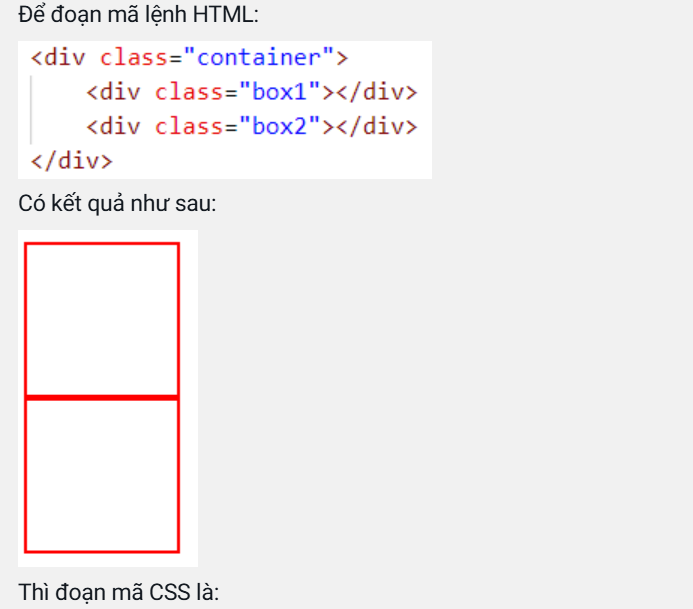 Để đoạn mã lệnh HTML:
<div class="container">
<div class="box1"></div>
<div class="box2"></div>
</div>
Có kết quả như sau:
Thì đoạn mã CSS là: